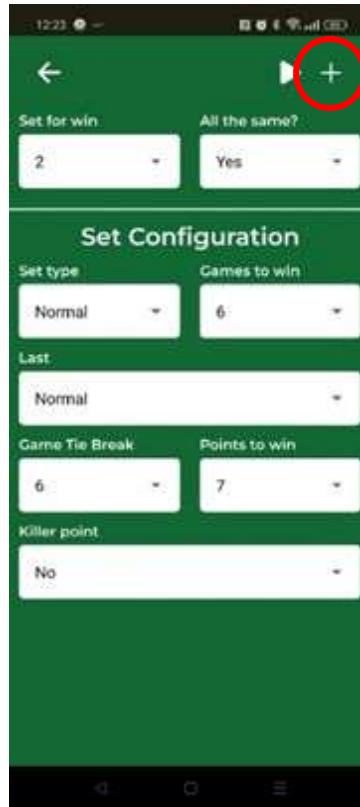 12:23
Set for win All the same?
2 Yes
Set Configuration
Set type Games to win
Normal 6
Last
Normal
Game Tie Break Points to win
6 7
Killer point
No